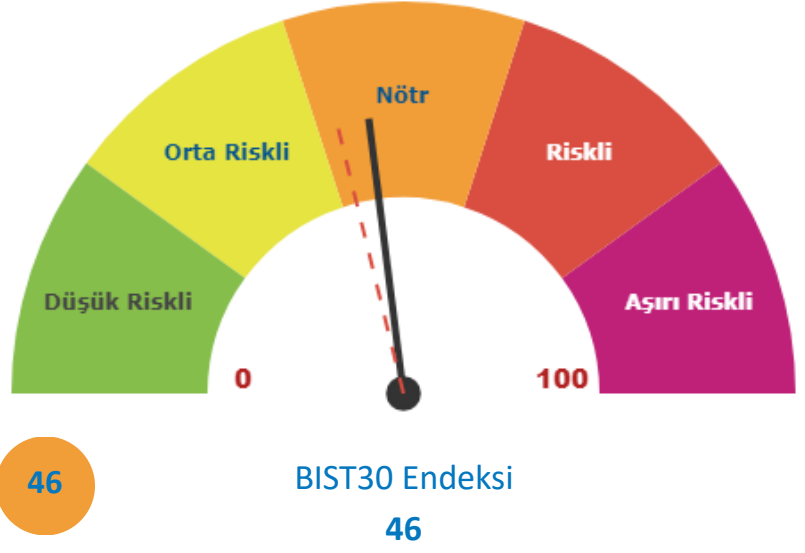 Nötr
Orta Riskli
Riskli
Düşük Riskli
Aşırı Riskli
0
100
46
BIST30 Endeksi
46